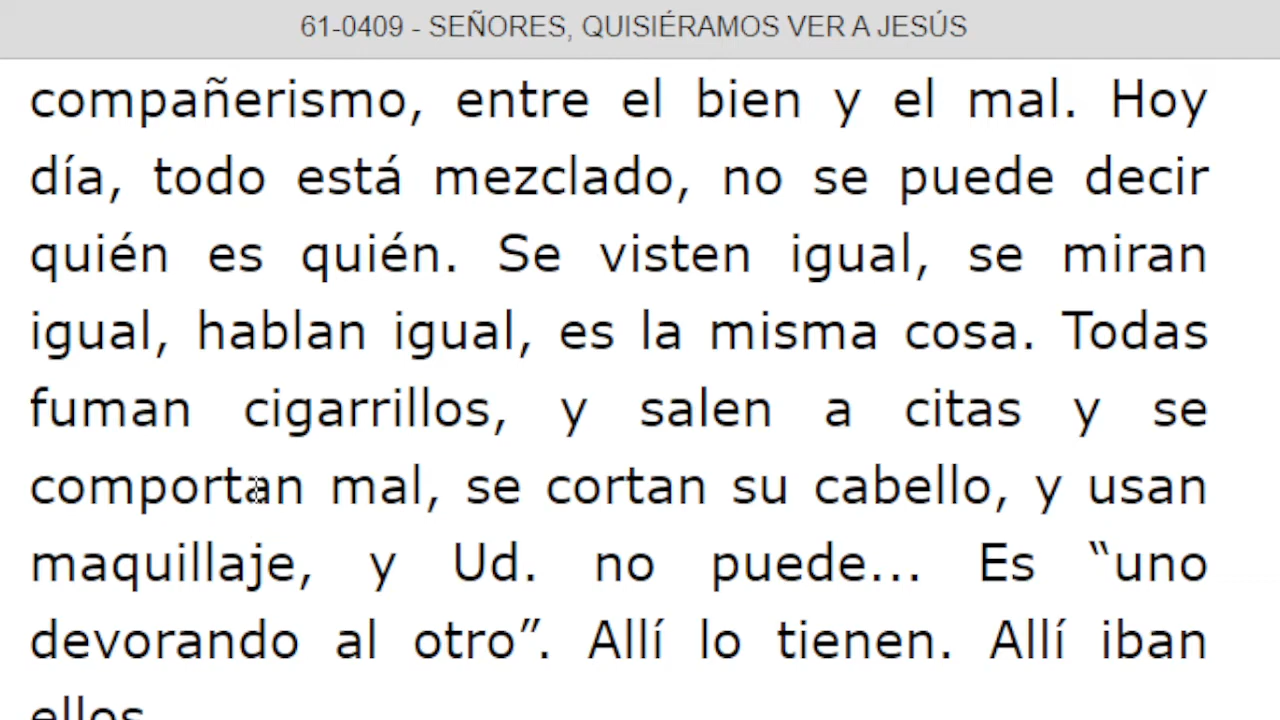 61-0409 - SEÑORES, QUISIÉRAMOS VER A JESÚS
compañerismo, entre el bien y el mal. Hoy
día, todo está mezclado, no se puede decir
quién es quién. Se visten igual, se miran
igual, hablan igual, es la misma cosa. Todas
fuman cigarrillos, y salen a citas y se
comportan mal, se cortan su cabello, y usan
maquillaje, y Ud. no puede... Es “uno
devorando al otro”. Allí lo tienen. Allí iban
ellos.